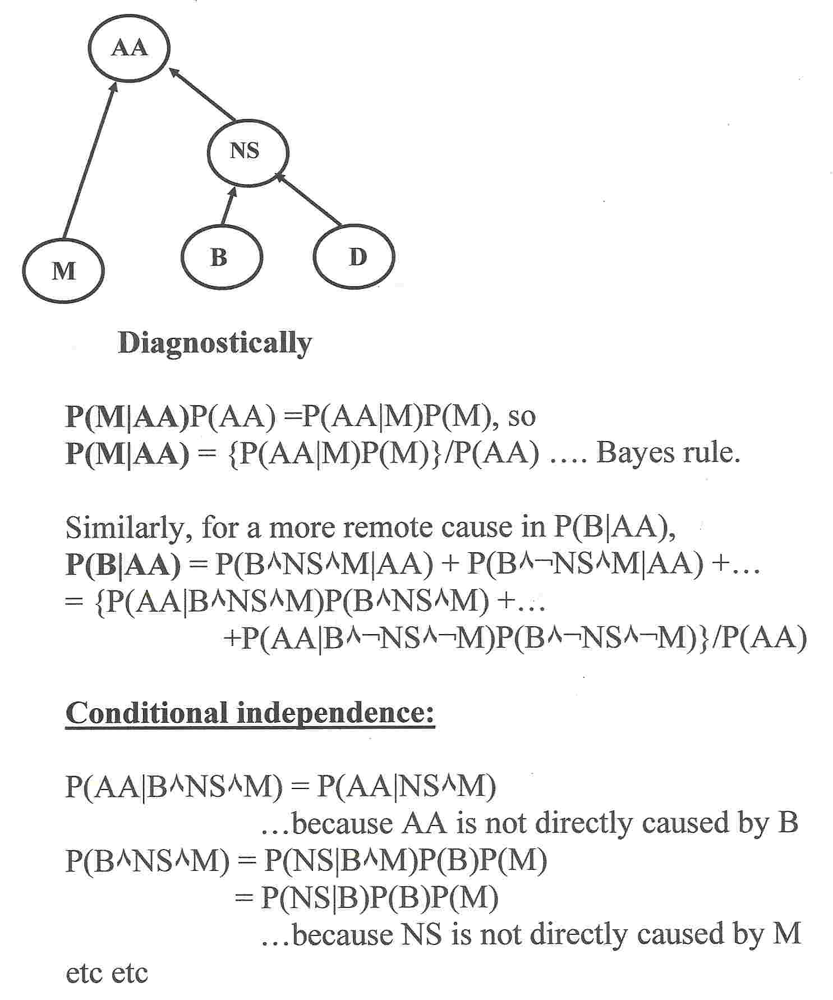 AA
NS
B
D
M
Diagnostically
P(M|AA)P(AA) =P(AA|M)P(M), so
P(M|AA) = {P(AA|M)P(M)}/P(AA) …. Bayes rule.
Similarly, for a more remote cause in P(B|AA),
P(B|AA) = P(B^NS^M|AA) + P(B^¬NS^M|AA) +…
= {P(AA|B^NS^M)P(B^NS^M) +…
+P(AA|B^¬NS^¬M)P(B^¬NS^¬M)}/P(AA)
Conditional independence:
P(AA|B^NS^M) = P(AA|NS^M)
…because AA is not directly caused by B
P(B^NS^M) = P(NS|B^M)P(B)P(M)
= P(NS|B)P(B)P(M)
…because NS is not directly caused by M
etc etc